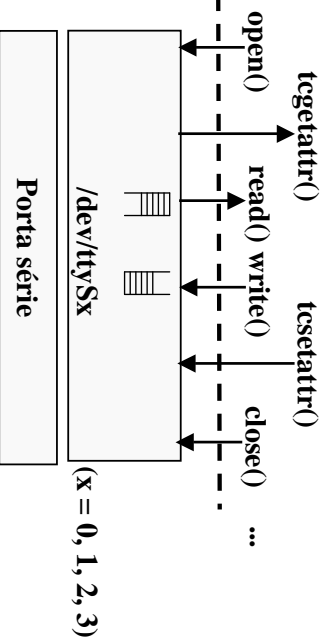 tcgetattr() tcsetattr()
open() read() write() close() ...
/dev/ttySx (x = 0, 1, 2, 3)
Porta série